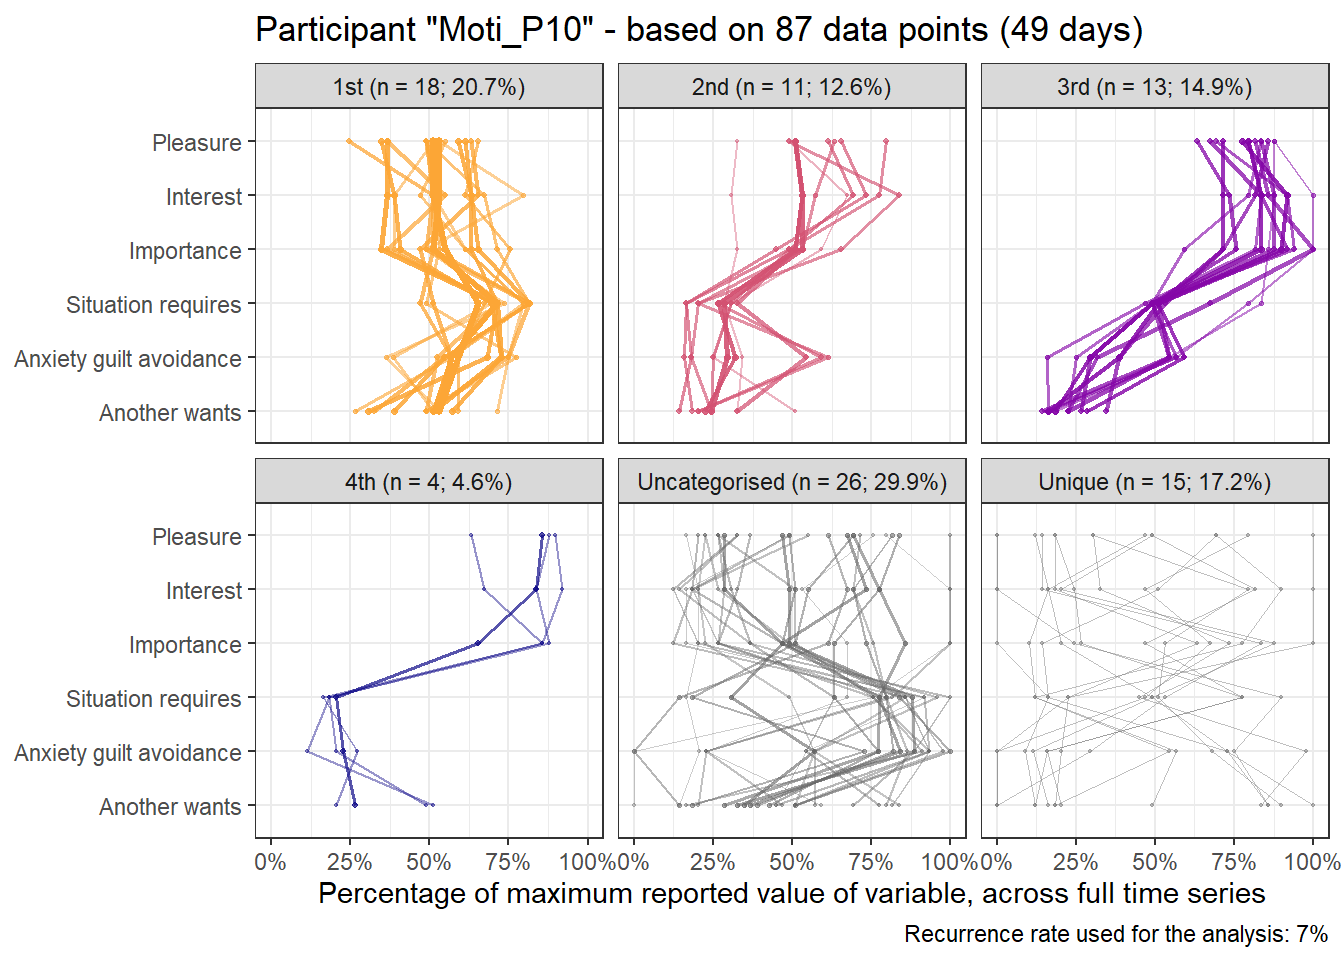 Participant "Moti_P10" - based on 87 data points (49 days)
1st (n = 18; 20.7%)
2nd (n = 11; 12.6%)
3rd (n = 13; 14.9%)
Pleasure
Interest
Importance
Situation requires
Anxiety guilt avoidance
Another wants
4th (n = 4; 4.6%)
Uncategorised (n = 26; 29.9%)
Unique (n = 15; 17.2%)
Pleasure
Interest
Importance
Situation requires
Anxiety guilt avoidance
Another wants
0% 25% 50% 75% 100%
0% 25% 50% 75% 100%
0% 25% 50% 75% 100%
Percentage of maximum reported value of variable, across full time series
Recurrence rate used for the analysis: 7%